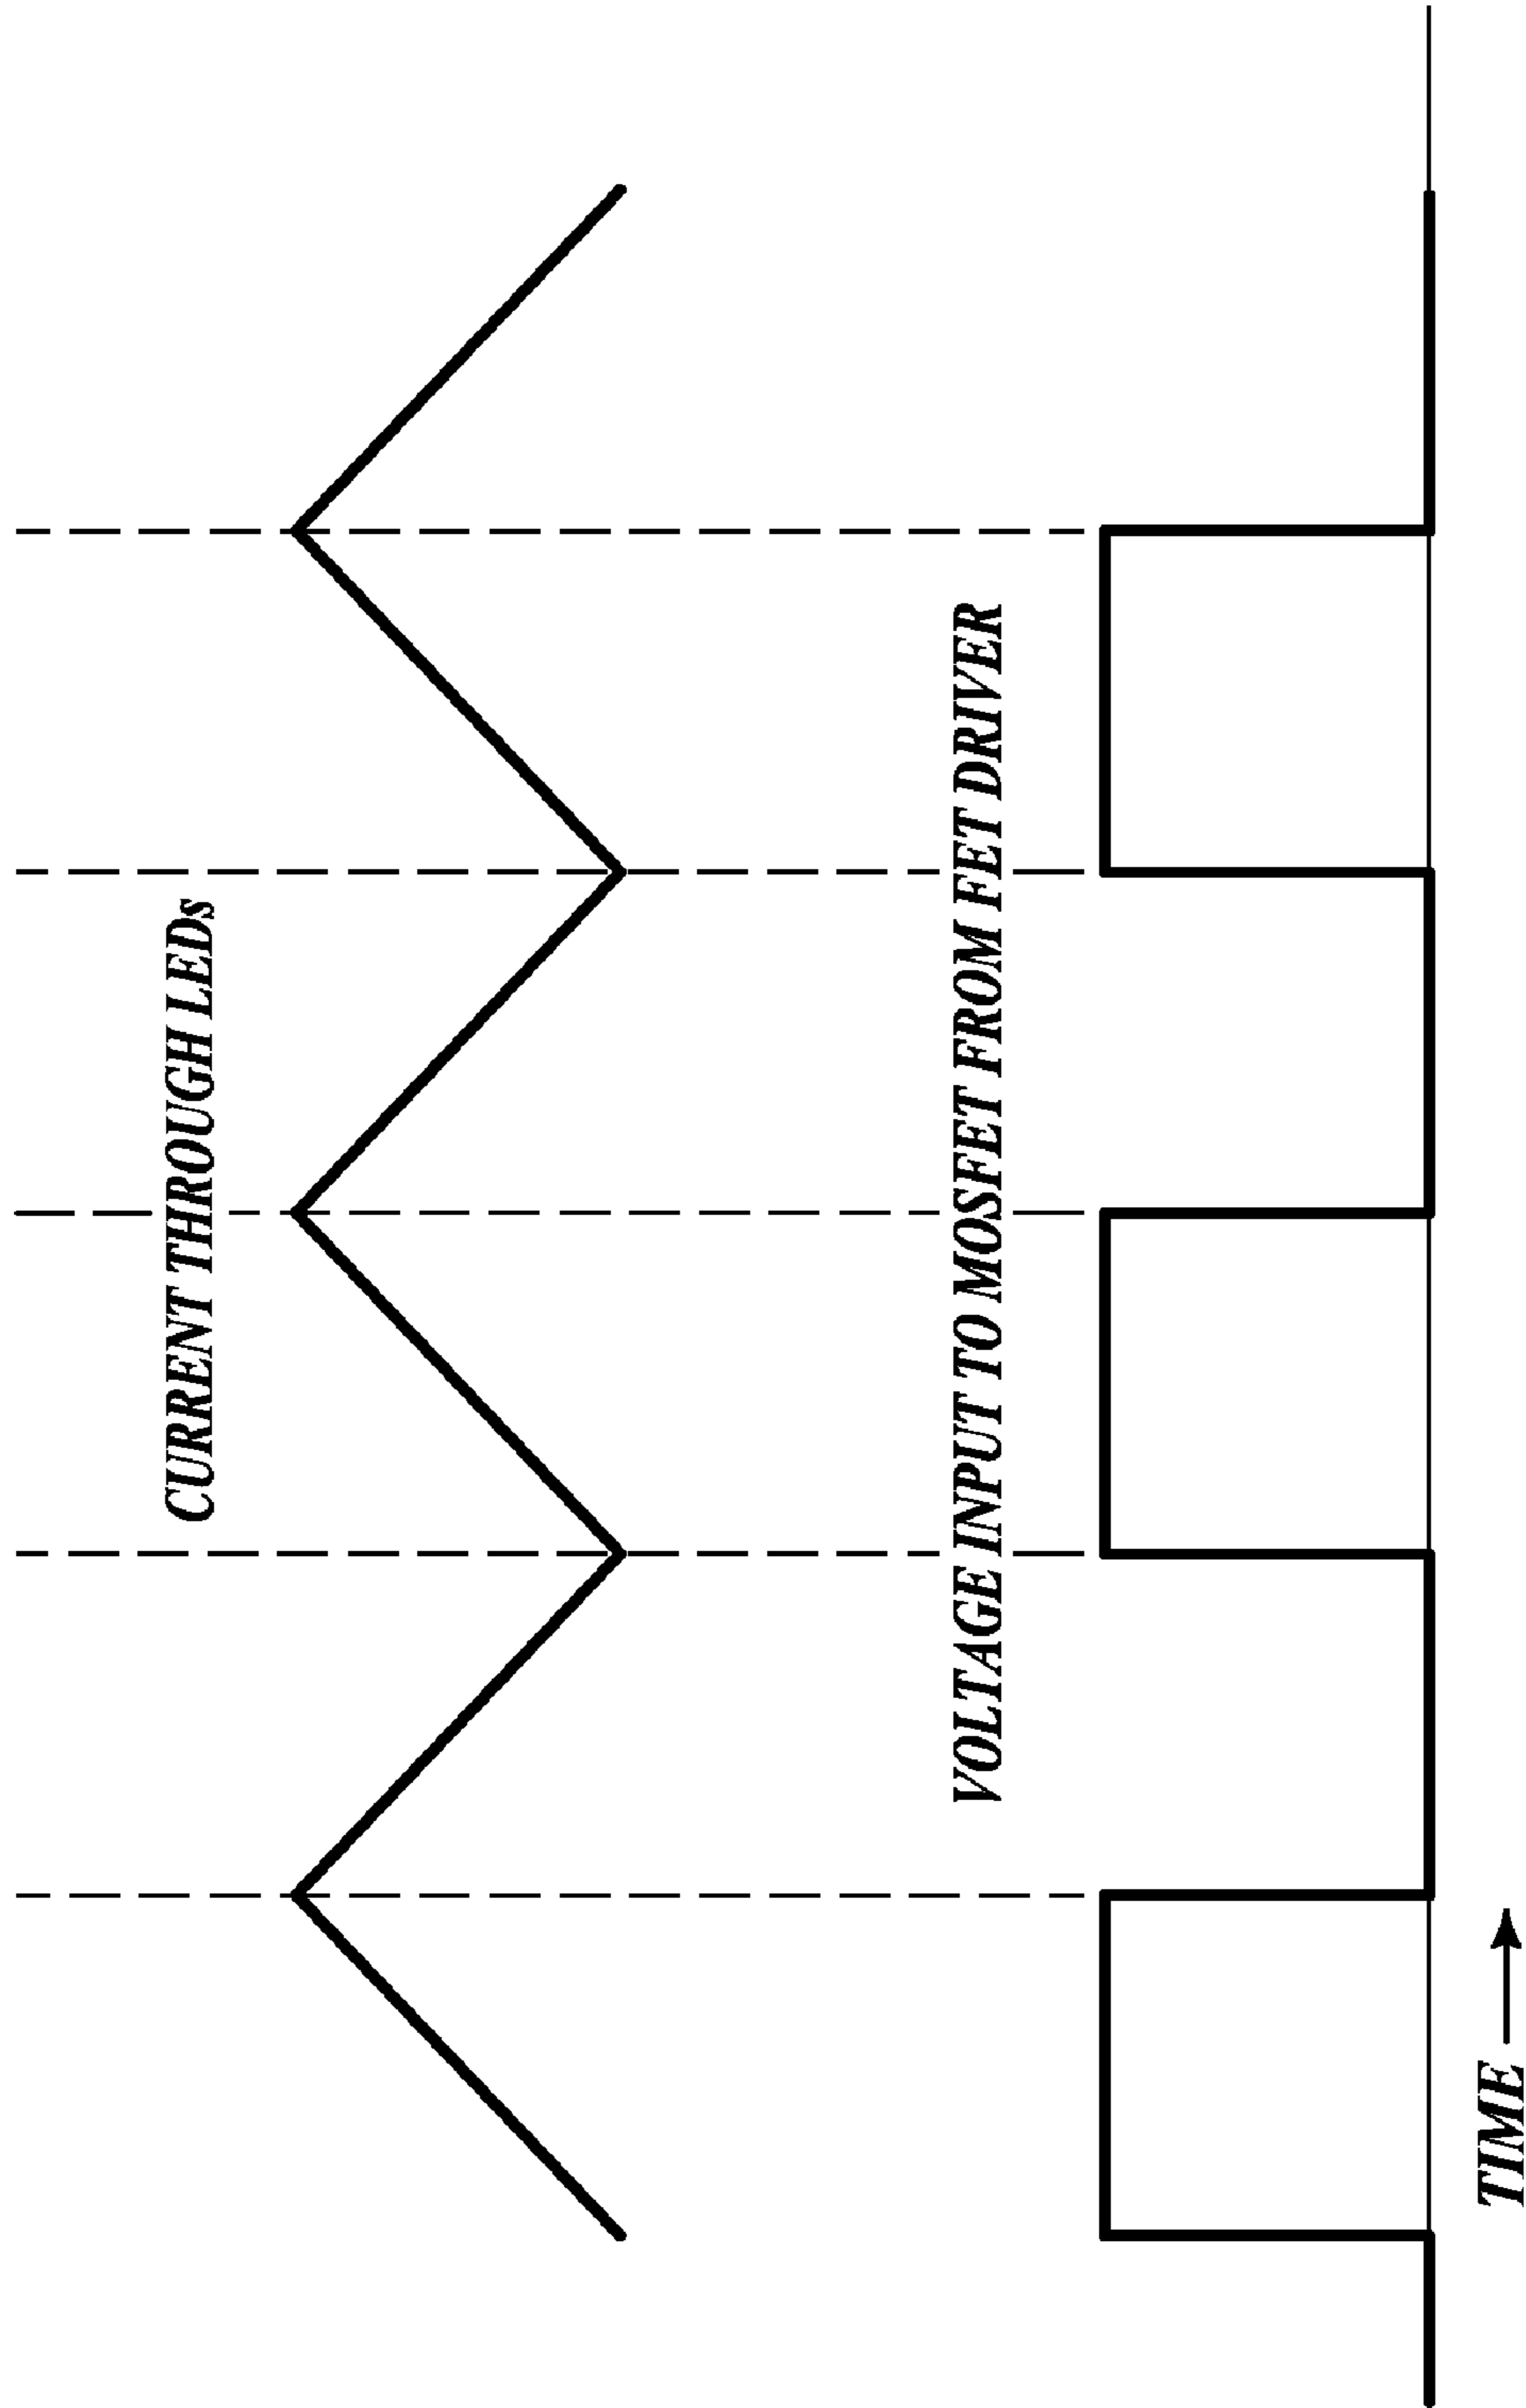 CURRENT THROUGH LEDs
VOLTAGE INPUT TO MOSFET FROM FET DRIVER
TIME